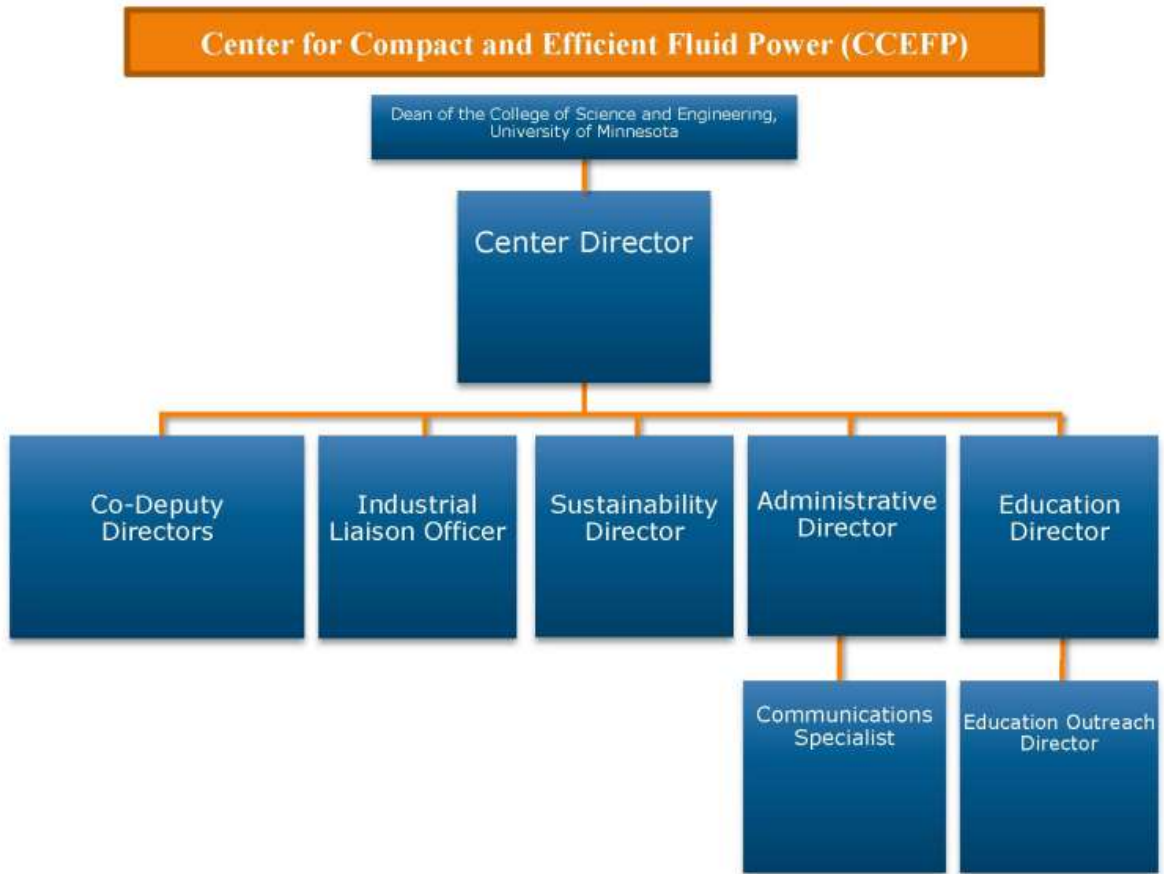 Center for Compact and Efficient Fluid Power (CCEFP)
Dean of the College of Science and Engineering,
University of Minnesota
Center Director
Co-Deputy
Directors
Industrial
Liaison Officer
Sustainability
Director
Administrative
Director
Education
Director
Communications
Specialist
Education Outreach
Director